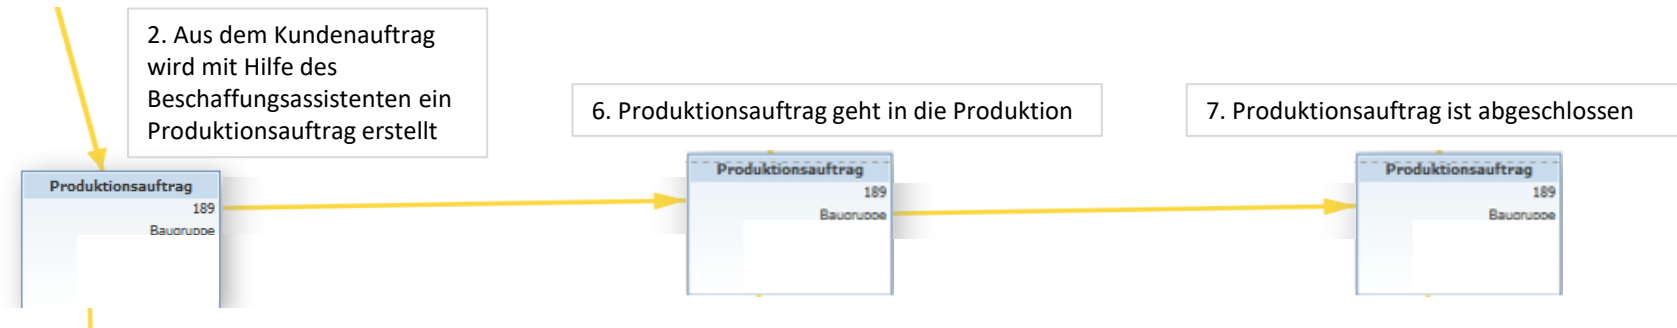 2. Aus dem Kundenauftrag
wird mit Hilfe des
Beschaffungsassistenten ein
Produktionsauftrag erstellt
6. Produktionsauftrag geht in die Produktion
7. Produktionsauftrag ist abgeschlossen
Produktionsauftrag
189
Baugruppe
Produktionsauftrag
189
Baugruppe
Produktionsauftrag
189
Baugruppe